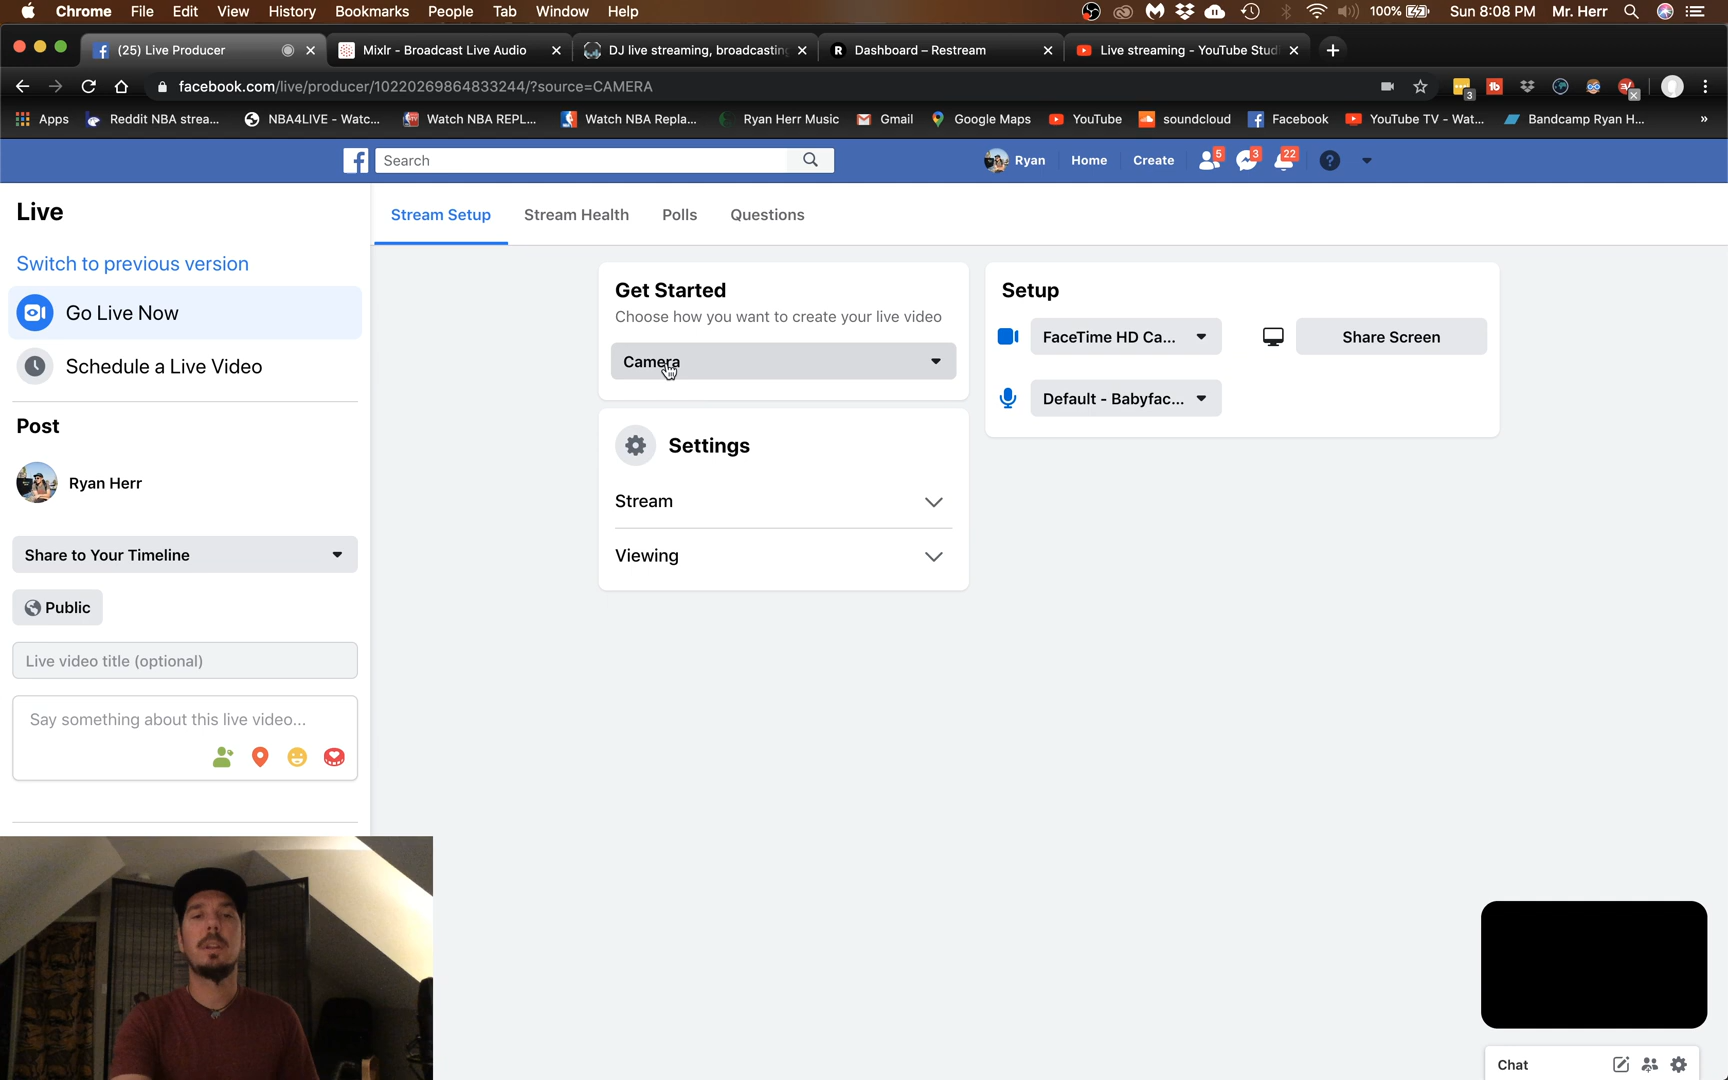 Chrome File Edit View History Bookmarks People Tab Window Help 100% Sun 8:08 PM Mr. Herr
(25) Live Producer Mixlr - Broadcast Live Audio DJ live streaming, broadcasting Dashboard – Restream Live streaming - YouTube Studi
facebook.com/live/producer/10220269864833244/?source=CAMERA 3
Apps Reddit NBA strea... NBA4LIVE - Watc... Watch NBA REPL... Watch NBA Repla... Ryan Herr Music Gmail Google Maps YouTube soundcloud Facebook YouTube TV - Wat... Bandcamp Ryan H... »
Search Ryan Home Create 5 3 22
Live
Switch to previous version
Go Live Now
Schedule a Live Video
Post
Ryan Herr
Share to Your Timeline
Public
Live video title (optional)
Say something about this live video...
Stream Setup Stream Health Polls Questions
Get Started
Choose how you want to create your live video
Camera
Settings
Stream
Viewing
Setup
FaceTime HD Ca... Share Screen
Default - Babyfac...
Chat